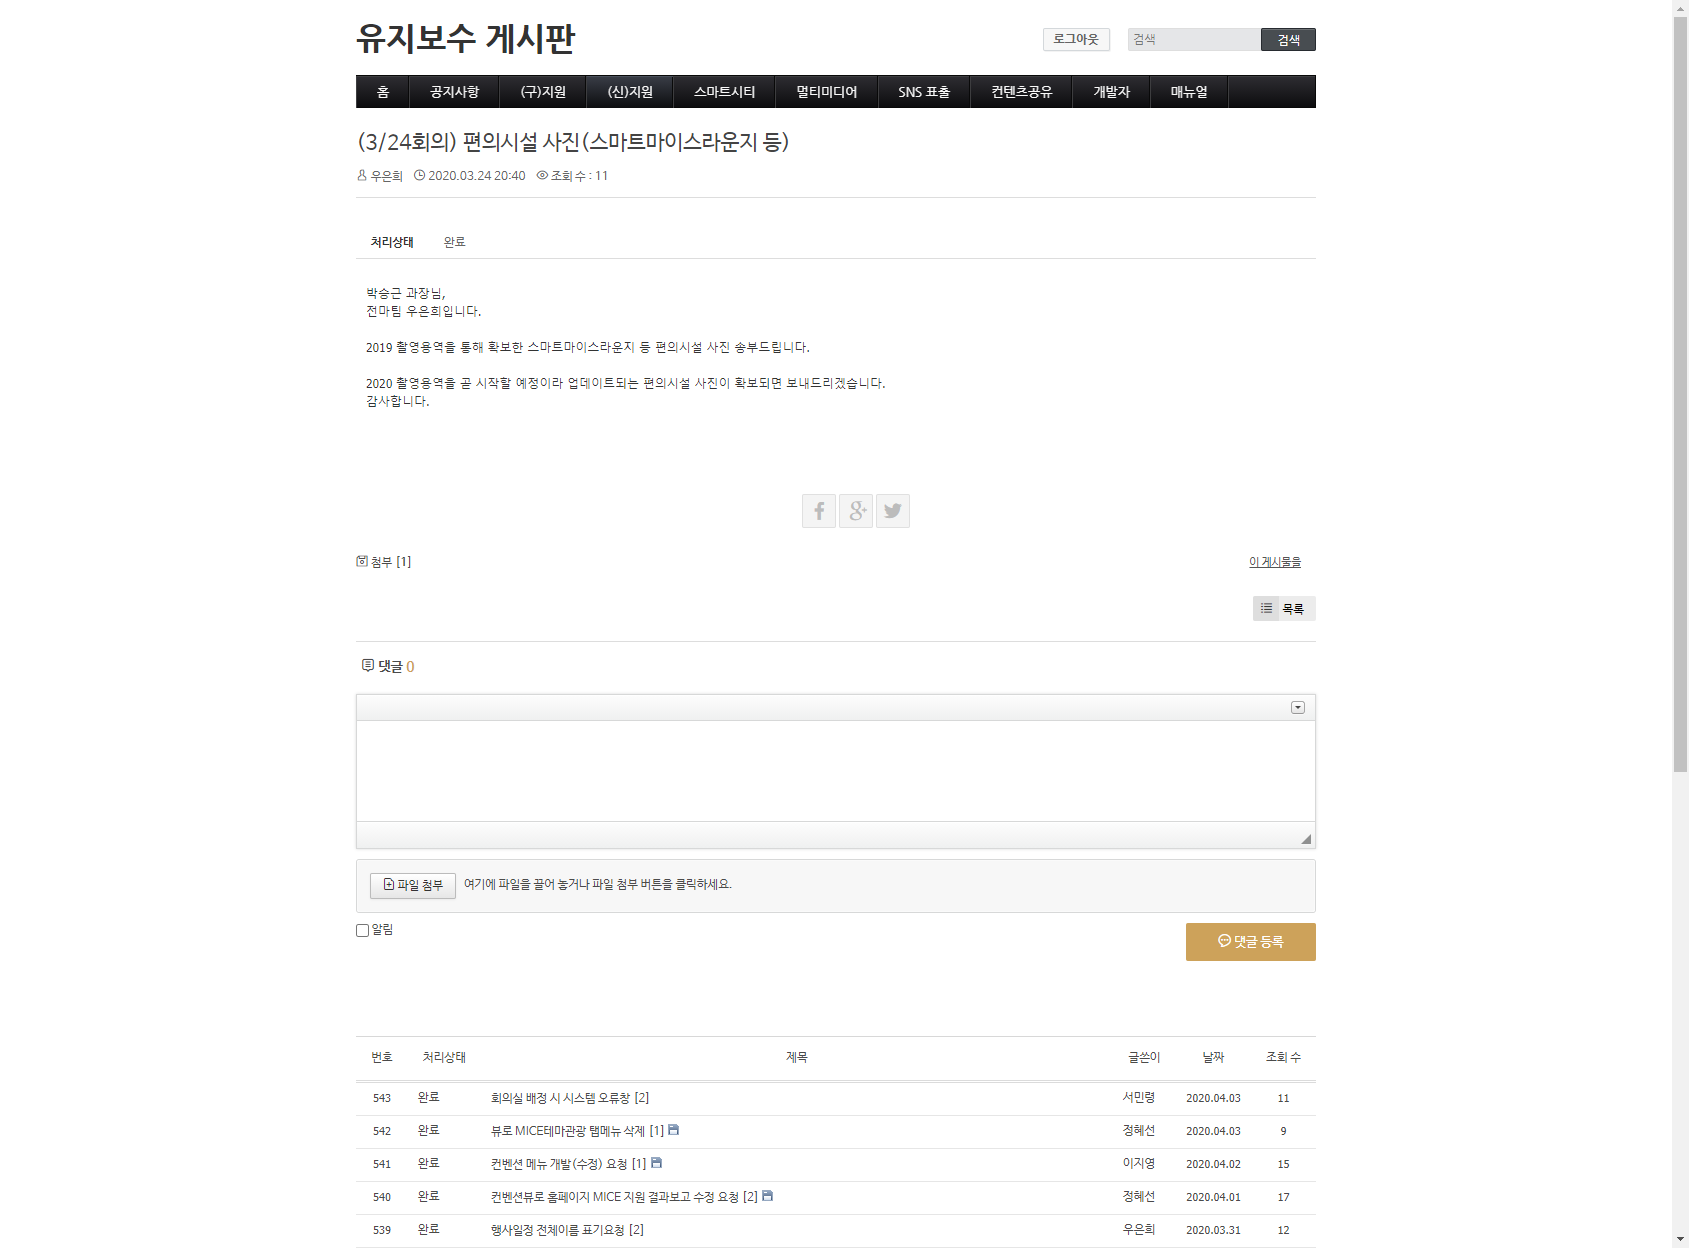 유지보수 게시판
로그아웃 검색 검색
홈 공지사항 (구)지원 (신)지원 스마트시티 멀티미디어 SNS 표출 컨텐츠공유 개발자 매뉴얼
(3/24회의) 편의시설 사진(스마트마이스라운지 등)
우은희 2020.03.24 20:40 조회 수 : 11
처리상태 완료
박승근 과장님,
전마팀 우은희입니다.
2019 촬영용역을 통해 확보한 스마트마이스라운지 등 편의시설 사진 송부드립니다.
2020 촬영용역을 곧 시작할 예정이라 업데이트되는 편의시설 사진이 확보되면 보내드리겠습니다.
감사합니다.
첨부 [1] 이 게시물을
목록
댓글 0
파일 첨부 여기에 파일을 끌어 놓거나 파일 첨부 버튼을 클릭하세요.
알림
댓글 등록
번호 처리상태 제목 글쓴이 날짜 조회 수
543 완료 회의실 배정 시 시스템 오류창 [2] 서민령 2020.04.03 11
542 완료 뷰로 MICE테마관광 탬메뉴 삭제 [1] 정혜선 2020.04.03 9
541 완료 컨벤션 메뉴 개발(수정) 요청 [1] 이지영 2020.04.02 15
540 완료 컨벤션뷰로 홈페이지 MICE 지원 결과보고 수정 요청 [2] 정혜선 2020.04.01 17
539 완료 행사일정 전체이름 표기요청 [2] 우은희 2020.03.31 12